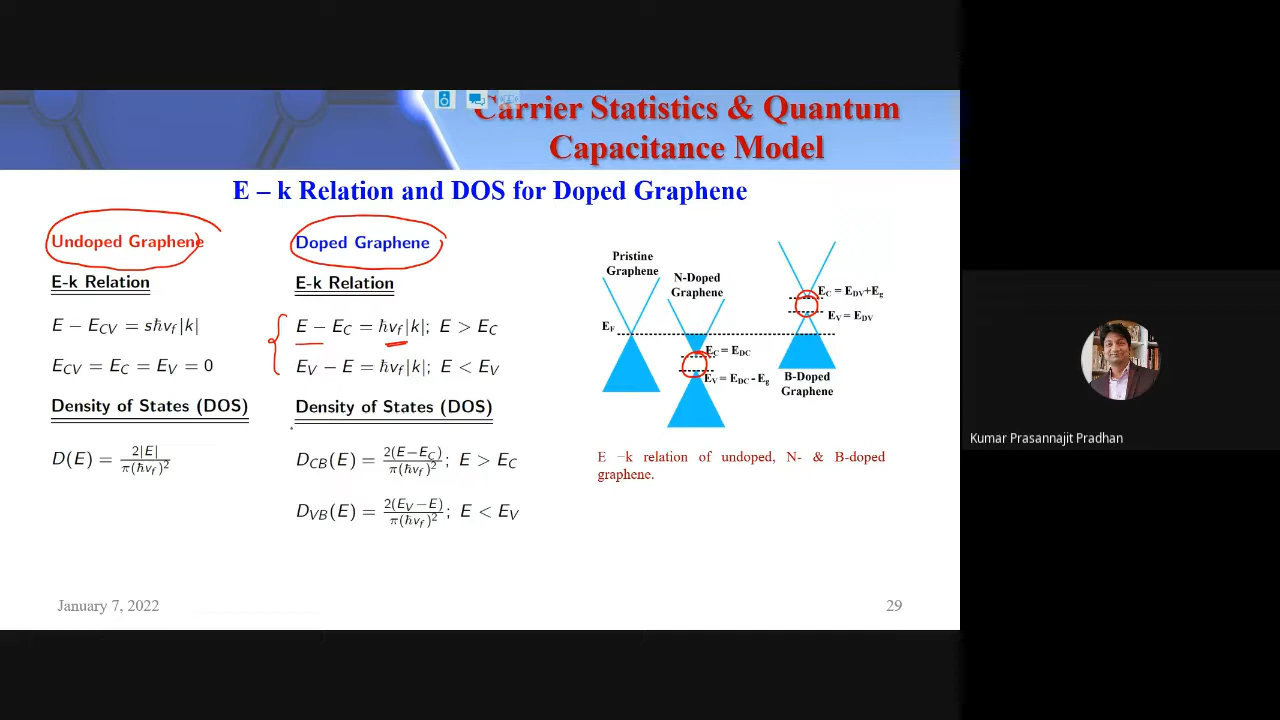 Carrier Statistics & Quantum
Capacitance Model
E – k Relation and DOS for Doped Graphene
Undoped Graphene
E-k Relation
E − E_CV = sℏv_f|k|
E_CV = E_C = E_V = 0
Density of States (DOS)
D(E) = 2|E| / π(ℏv_f)²
Doped Graphene
E-k Relation
E − E_C = ℏv_f|k|; E > E_C
E_V − E = ℏv_f|k|; E < E_V
Density of States (DOS)
D_CB(E) = 2(E−E_C) / π(ℏv_f)²; E > E_C
D_VB(E) = 2(E_V−E) / π(ℏv_f)²; E < E_V
Pristine
Graphene
N-Doped
Graphene
E_F
E_C = E_DC
E_V = E_DC - E_g
E_C = E_DV+E_g
E_V = E_DV
B-Doped
Graphene
E –k relation of undoped, N- & B-doped
graphene.
January 7, 2022
29
Kumar Prasannajit Pradhan